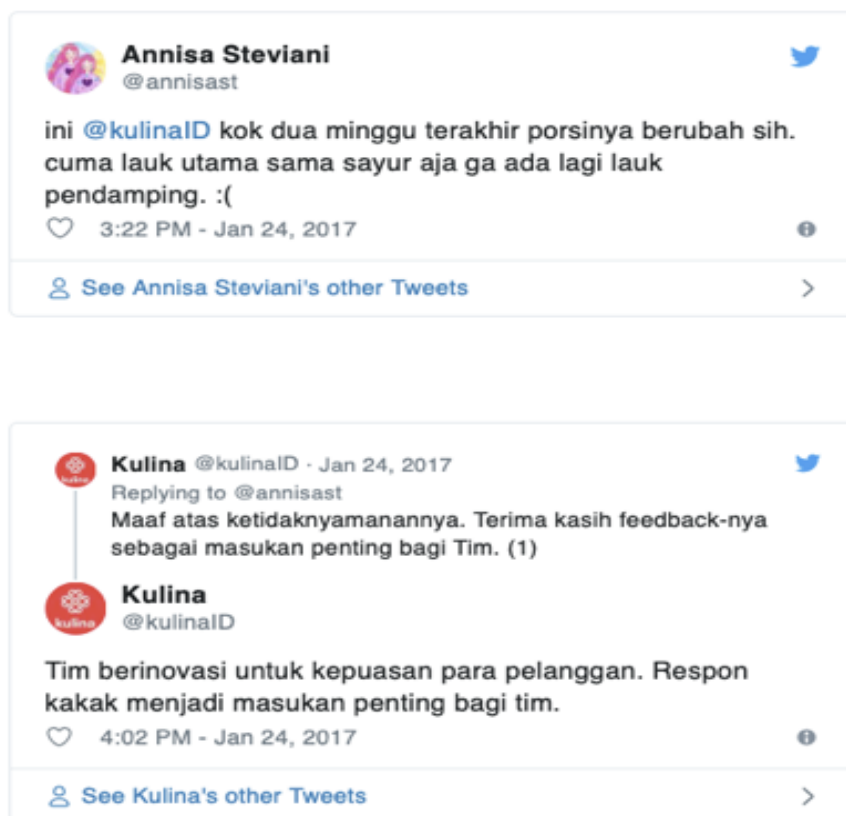 Annisa Steviani
@annisast
ini @kulinaID kok dua minggu terakhir porsinya berubah sih.
cuma lauk utama sama sayur aja ga ada lagi lauk
pendamping. :(
3:22 PM - Jan 24, 2017
See Annisa Steviani's other Tweets
Kulina @kulinaID · Jan 24, 2017
Replying to @annisast
Maaf atas ketidaknyamanannya. Terima kasih feedback-nya
sebagai masukan penting bagi Tim. (1)
kulina
Kulina
@kulinaID
kulina
Tim berinovasi untuk kepuasan para pelanggan. Respon
kakak menjadi masukan penting bagi tim.
4:02 PM - Jan 24, 2017
See Kulina's other Tweets